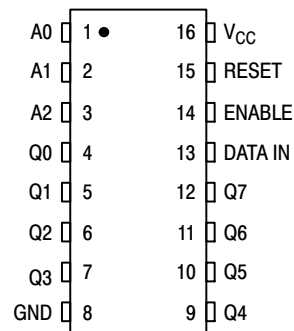 A0 1 16 VCC
A1 2 15 RESET
A2 3 14 ENABLE
Q0 4 13 DATA IN
Q1 5 12 Q7
Q2 6 11 Q6
Q3 7 10 Q5
GND 8 9 Q4